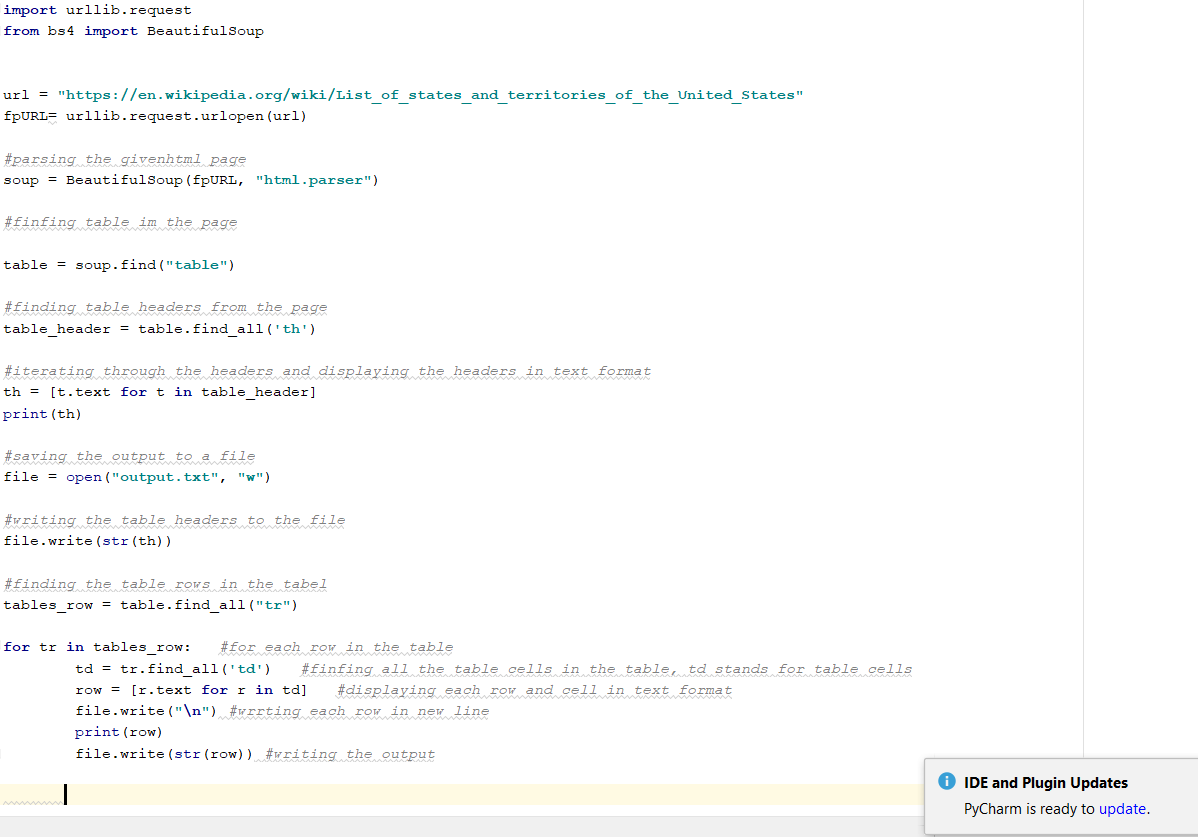 import urllib.request
from bs4 import BeautifulSoup
url = "https://en.wikipedia.org/wiki/List_of_states_and_territories_of_the_United_States"
fpURL= urllib.request.urlopen(url)
#parsing the givenhtml page
soup = BeautifulSoup(fpURL, "html.parser")
#finfing table im the page
table = soup.find("table")
#finding table headers from the page
table_header = table.find_all('th')
#iterating through the headers and displaying the headers in text format
th = [t.text for t in table_header]
print(th)
#saving the output to a file
file = open("output.txt", "w")
#writing the table headers to the file
file.write(str(th))
#finding the table rows in the tabel
tables_row = table.find_all("tr")
for tr in tables_row:   #for each row in the table
        td = tr.find_all('td')   #finfing all the table cells in the table, td stands for table cells
        row = [r.text for r in td]   #displaying each row and cell in text format
        file.write("\n") #wrrting each row in new line
        print(row)
        file.write(str(row)) #writing the output
IDE and Plugin Updates
PyCharm is ready to update.